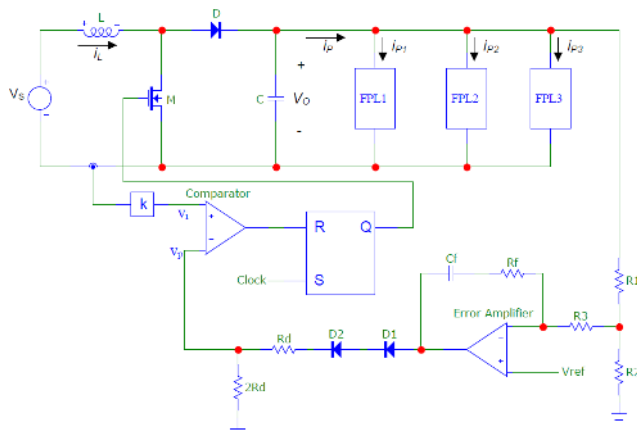 L
D
iL
iP
iP1
iP2
iP3
+
-
Vs
M
C
+
Vo
-
FPL1
FPL2
FPL3
k
Comparator
Vi
Vp
+
-
R
Q
S
Clock
Cf
Rf
R1
Error Amplifier
R3
Rd
D2
D1
-
+
Vref
R2
2Rd